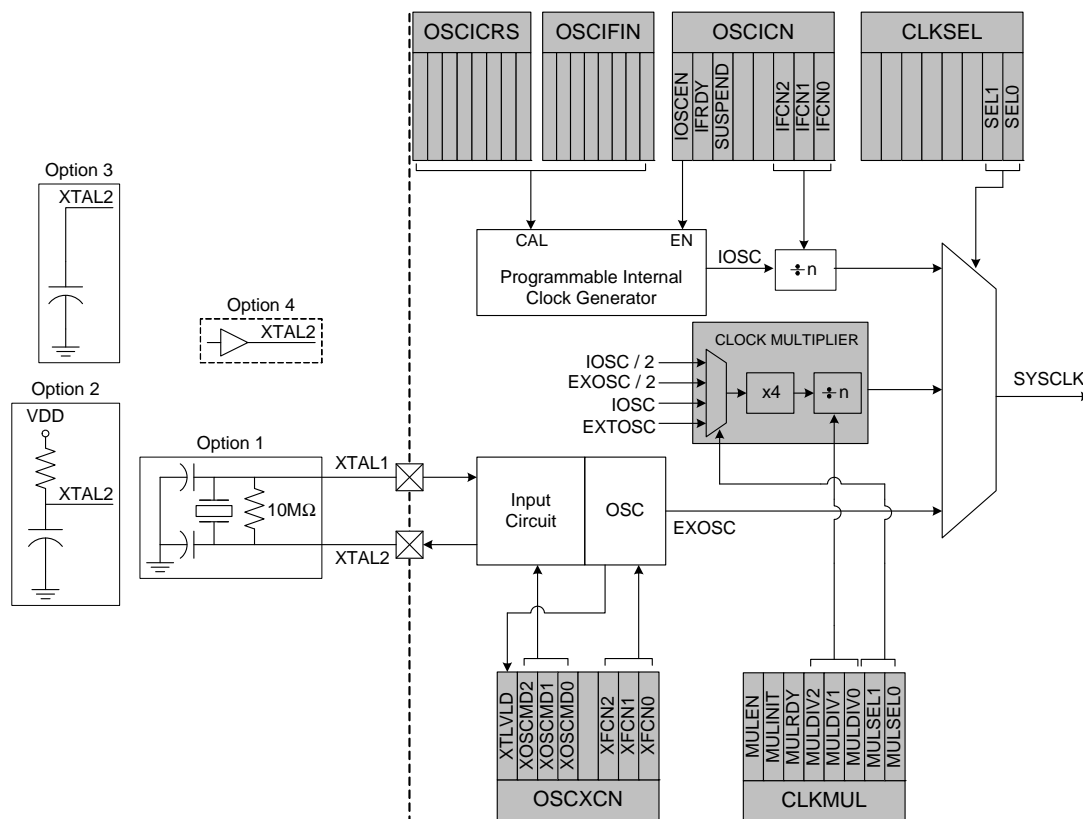 OSCICRS
OSCIFIN
OSCICN
CLKSEL
IOSCEN
IFRDY
SUSPEND
IFCN2
IFCN1
IFCN0
SEL1
SEL0
Option 3
XTAL2
Option 4
XTAL2
CAL
EN
Programmable Internal
Clock Generator
IOSC
÷n
CLOCK MULTIPLIER
IOSC / 2
EXOSC / 2
IOSC
EXTOSC
x4
÷n
SYSCLK
Option 2
VDD
XTAL2
Option 1
10MΩ
XTAL1
XTAL2
Input
Circuit
OSC
EXOSC
XTLVLD
XOSCMD2
XOSCMD1
XOSCMD0
XFCN2
XFCN1
XFCN0
OSCXCN
MULEN
MULINIT
MULRDY
MULDIV2
MULDIV1
MULDIV0
MULSEL1
MULSEL0
CLKMUL